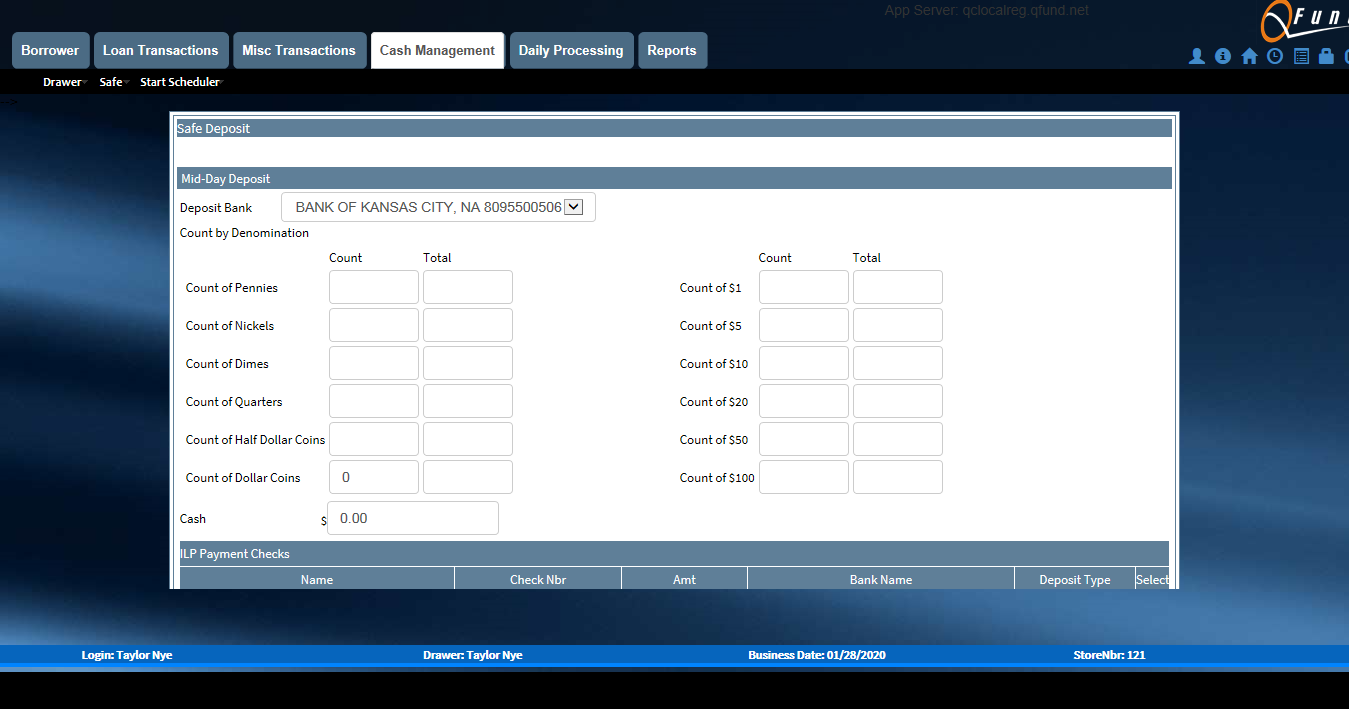 App Server: qclocalreg.qfund.net
QFun
Borrower Loan Transactions Misc Transactions Cash Management Daily Processing Reports
Drawer Safe Start Scheduler
Safe Deposit
Mid-Day Deposit
Deposit Bank BANK OF KANSAS CITY, NA 8095500506
Count by Denomination
Count Total Count Total
Count of Pennies Count of $1
Count of Nickels Count of $5
Count of Dimes Count of $10
Count of Quarters Count of $20
Count of Half Dollar Coins Count of $50
Count of Dollar Coins 0 Count of $100
Cash $ 0.00
ILP Payment Checks
Name Check Nbr Amt Bank Name Deposit Type Select
Login: Taylor Nye Drawer: Taylor Nye Business Date: 01/28/2020 StoreNbr: 121